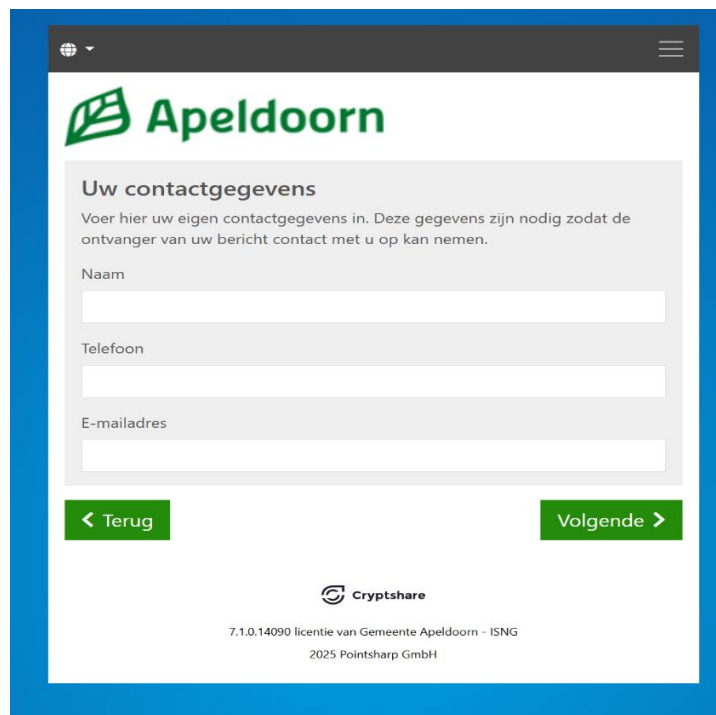 Apeldoorn
Uw contactgegevens
Voer hier uw eigen contactgegevens in. Deze gegevens zijn nodig zodat de
ontvanger van uw bericht contact met u op kan nemen.
Naam
Telefoon
E-mailadres
Terug
Volgende
Cryptshare
7.1.0.14090 licentie van Gemeente Apeldoorn - ISNG
2025 Pointsharp GmbH